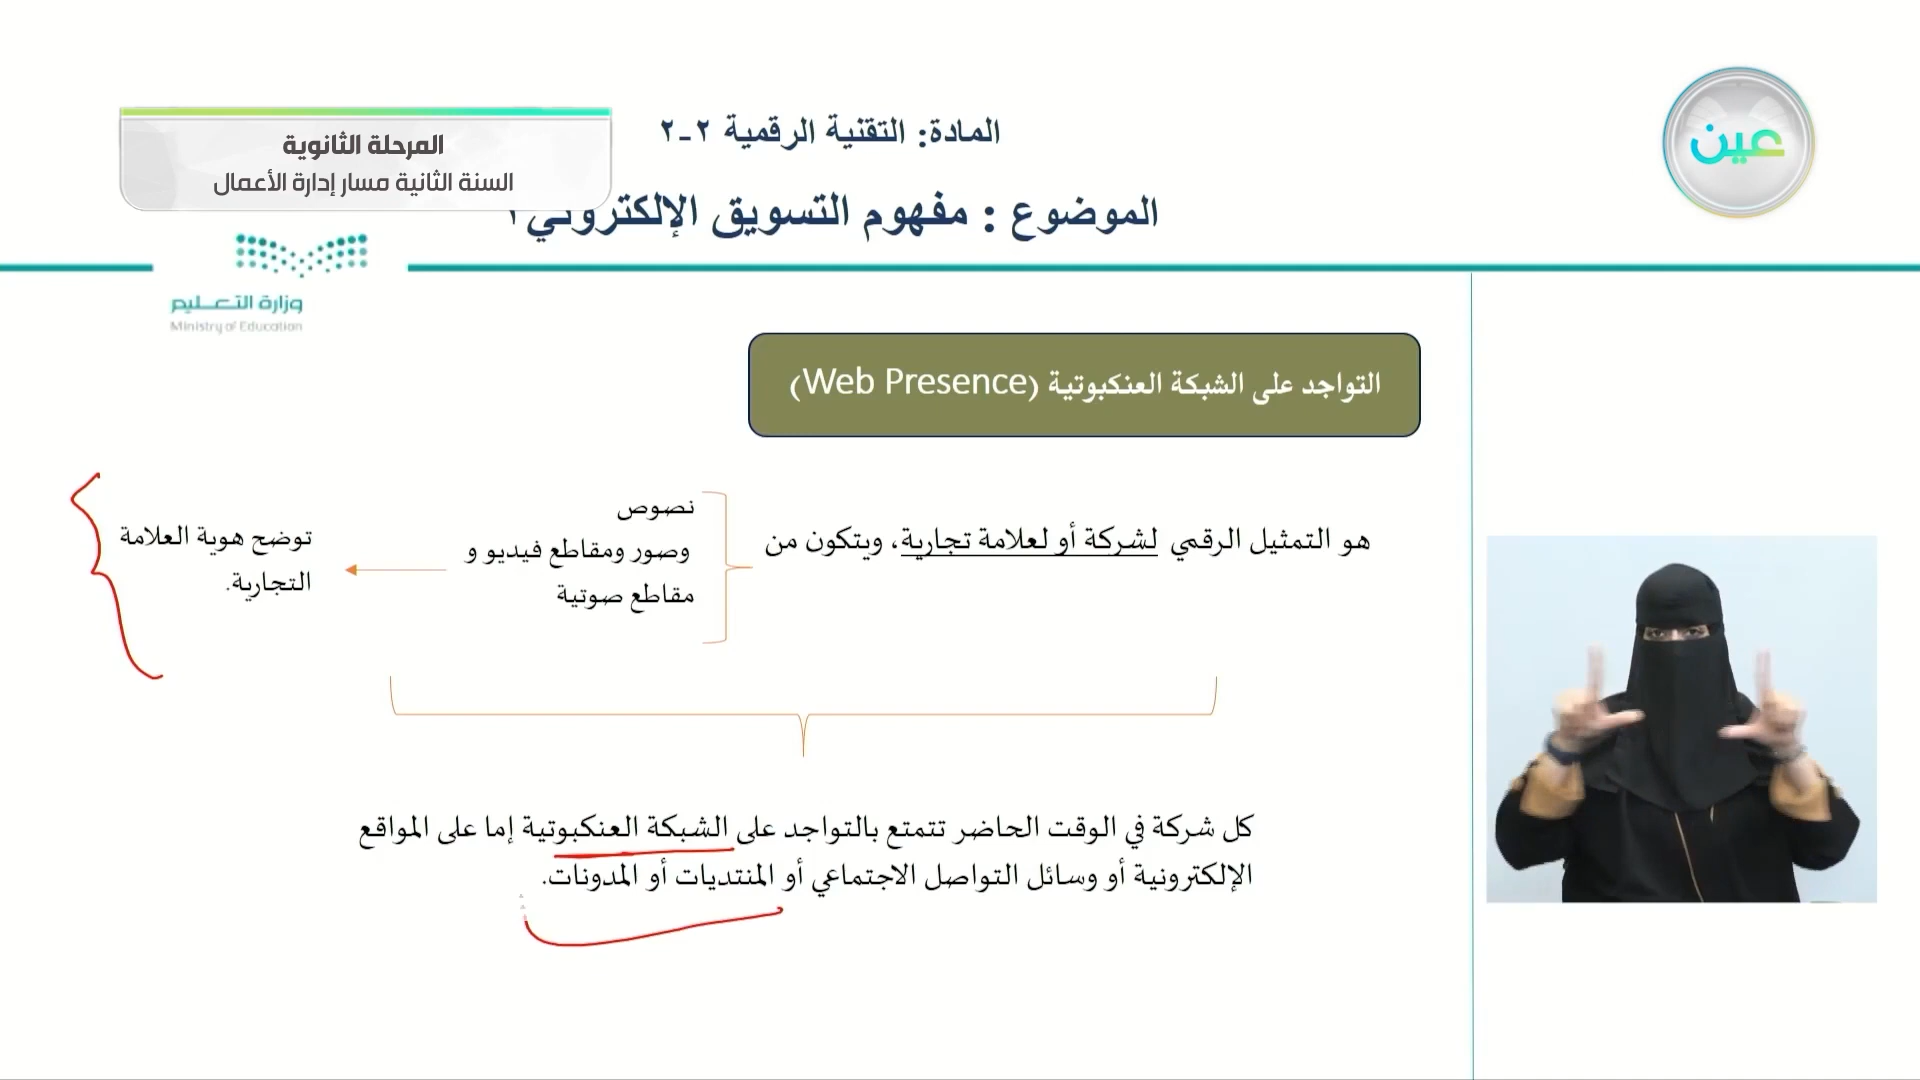 عين
المادة: التقنية الرقمية ٢-٢
المرحلة الثانوية
السنة الثانية مسار إدارة الأعمال
الموضوع : مفهوم التسويق الإلكتروني
وزارة التعليم
Ministry of Education
التواجد على الشبكة العنكبوتية (Web Presence)
هو التمثيل الرقمي لشركة أو لعلامة تجارية، ويتكون من
نصوص
وصور ومقاطع فيديو و
مقاطع صوتية
توضح هوية العلامة
التجارية.
كل شركة في الوقت الحاضر تتمتع بالتواجد على الشبكة العنكبوتية إما على المواقع
الإلكترونية أو وسائل التواصل الاجتماعي أو المنتديات أو المدونات.